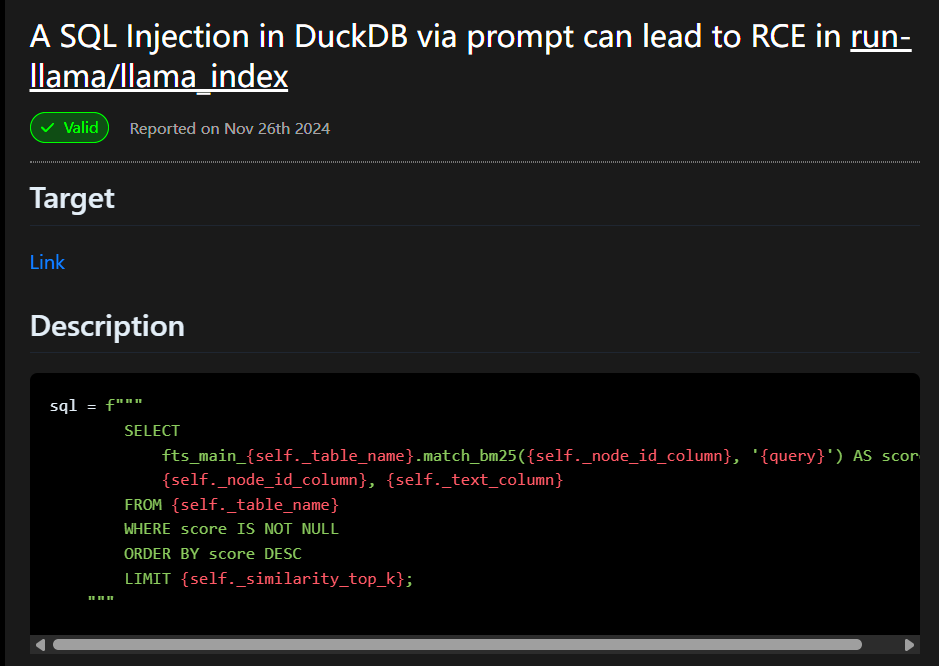 A SQL Injection in DuckDB via prompt can lead to RCE in run-
llama/llama_index
Valid
Reported on Nov 26th 2024
Target
Link
Description
sql = f"""
SELECT
fts_main_{self._table_name}.match_bm25({self._node_id_column}, '{query}') AS scor
{self._node_id_column}, {self._text_column}
FROM {self._table_name}
WHERE score IS NOT NULL
ORDER BY score DESC
LIMIT {self._similarity_top_k};
"""